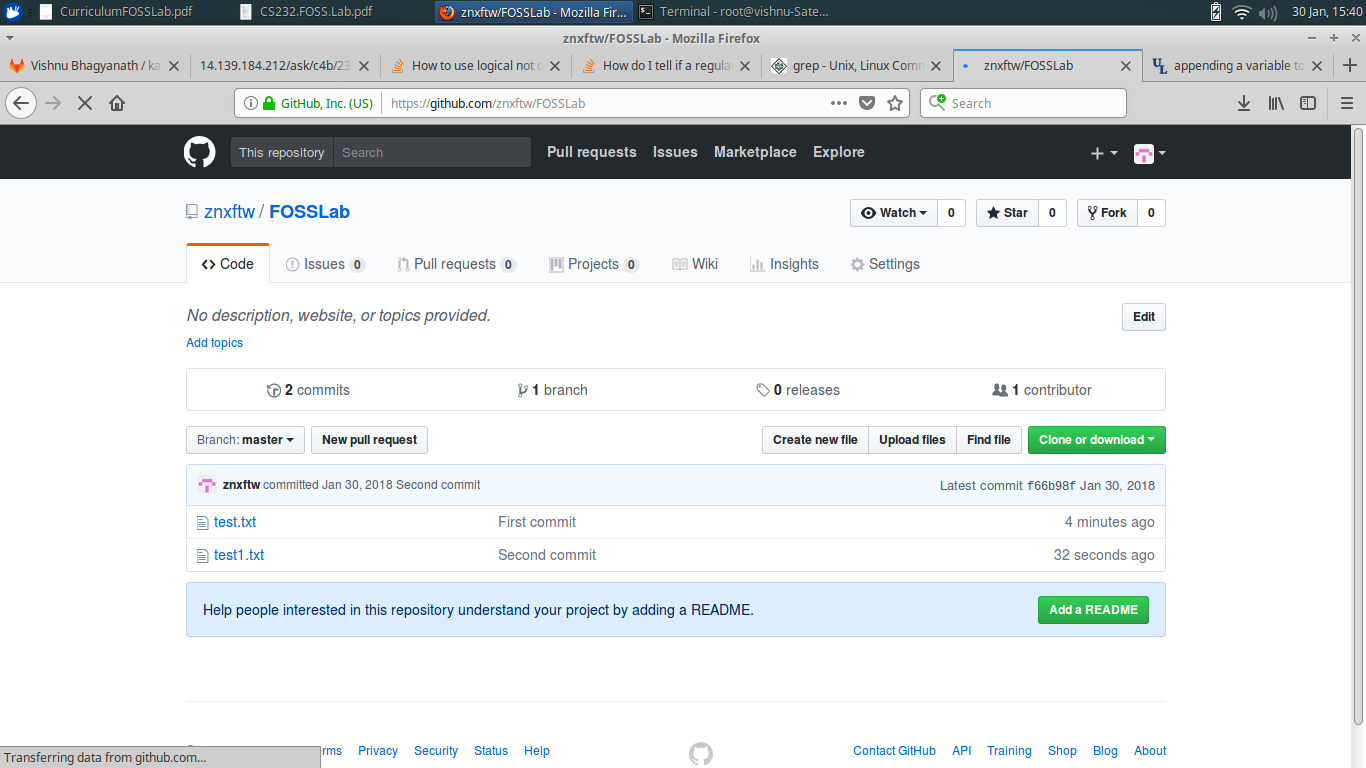 CurriculumFOSSLab.pdf CS232.FOSS.Lab.pdf znxftw/FOSSLab - Mozilla Fir... Terminal - root@vishnu-Sate... 30 Jan, 15:40
znxftw/FOSSLab - Mozilla Firefox
Vishnu Bhagyanath / ka 14.139.184.212/ask/c4b/23 How to use logical not o How do I tell if a regula grep - Unix, Linux Comm znxftw/FOSSLab appending a variable to
GitHub, Inc. (US) https://github.com/znxftw/FOSSLab Search
This repository Search Pull requests Issues Marketplace Explore
znxftw / FOSSLab Watch 0 Star 0 Fork 0
Code Issues 0 Pull requests 0 Projects 0 Wiki Insights Settings
No description, website, or topics provided. Edit
Add topics
2 commits 1 branch 0 releases 1 contributor
Branch: master New pull request Create new file Upload files Find file Clone or download
znxftw committed Jan 30, 2018 Second commit Latest commit f66b98f Jan 30, 2018
test.txt First commit 4 minutes ago
test1.txt Second commit 32 seconds ago
Help people interested in this repository understand your project by adding a README. Add a README
rms Privacy Security Status Help Contact GitHub API Training Shop Blog About
Transferring data from github.com...